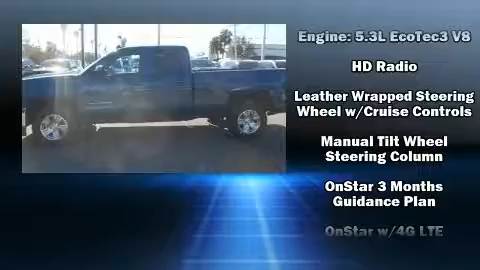 Engine: 5.3L EcoTec3 V8
HD Radio
Leather Wrapped Steering
Wheel w/Cruise Controls
Manual Tilt Wheel
Steering Column
OnStar 3 Months
Guidance Plan
OnStar w/4G LTE